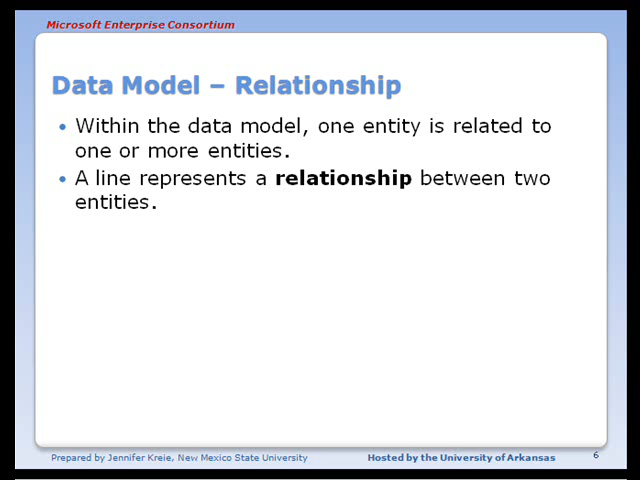 Microsoft Enterprise Consortium
Data Model – Relationship
• Within the data model, one entity is related to
one or more entities.
• A line represents a relationship between two
entities.
Prepared by Jennifer Kreie, New Mexico State University
Hosted by the University of Arkansas
6